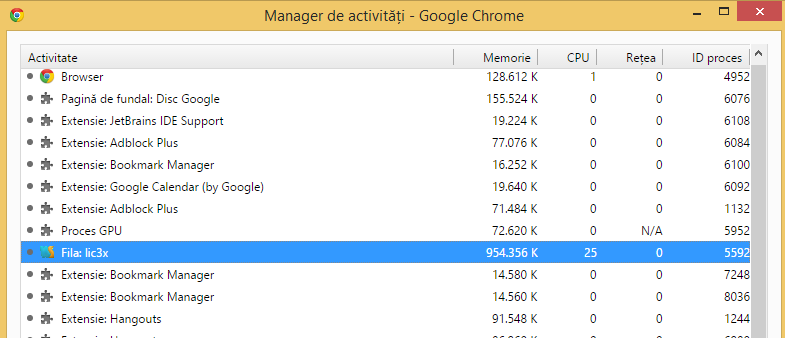 Manager de activități - Google Chrome
Activitate Memorie CPU Rețea ID proces
Browser 128.612 K 1 0 4952
Pagină de fundal: Disc Google 155.524 K 0 0 6076
Extensie: JetBrains IDE Support 19.224 K 0 0 6108
Extensie: Adblock Plus 77.076 K 0 0 6084
Extensie: Bookmark Manager 16.252 K 0 0 6100
Extensie: Google Calendar (by Google) 19.640 K 0 0 6092
Extensie: Adblock Plus 71.484 K 0 0 1132
Proces GPU 72.620 K 0 N/A 5952
Fila: lic3x 954.356 K 25 0 5592
Extensie: Bookmark Manager 14.580 K 0 0 7248
Extensie: Bookmark Manager 14.560 K 0 0 8036
Extensie: Hangouts 91.548 K 0 0 1244